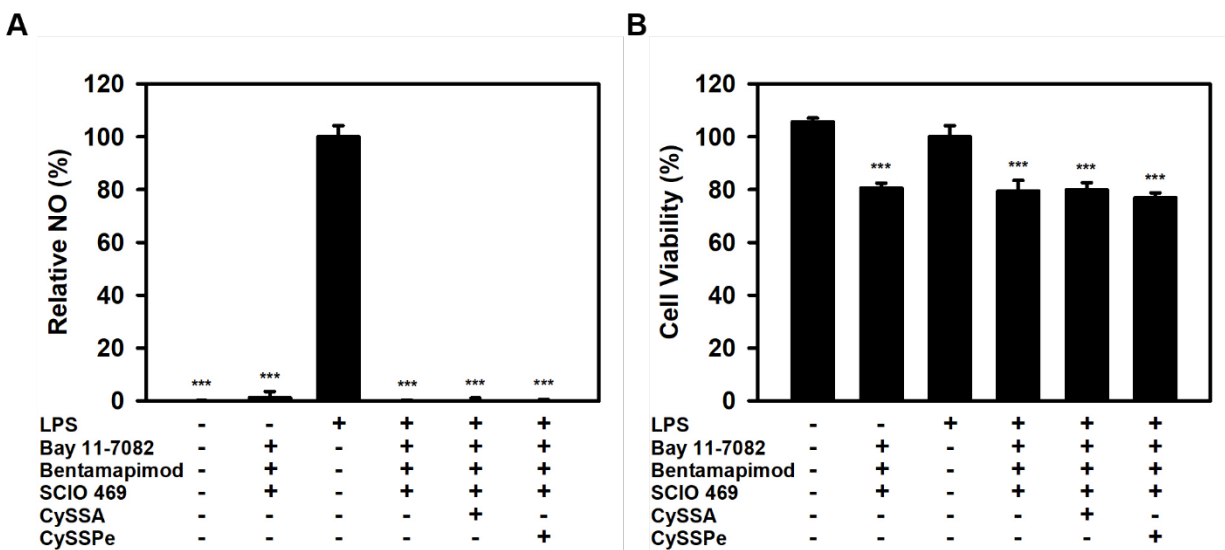 A
B
120
100
80
60
40
20
0
Relative NO (%)
*** *** *** *** ***
LPS - - + + + +
Bay 11-7082 - + - + + +
Bentamapimod - + - + + +
SCIO 469 - + - + + +
CySSA - - - - + -
CySSPe - - - - - +
120
100
80
60
40
20
0
Cell Viability (%)
*** *** *** ***
LPS - - + + + +
Bay 11-7082 - + - + + +
Bentamapimod - + - + + +
SCIO 469 - + - + + +
CySSA - - - - + -
CySSPe - - - - - +